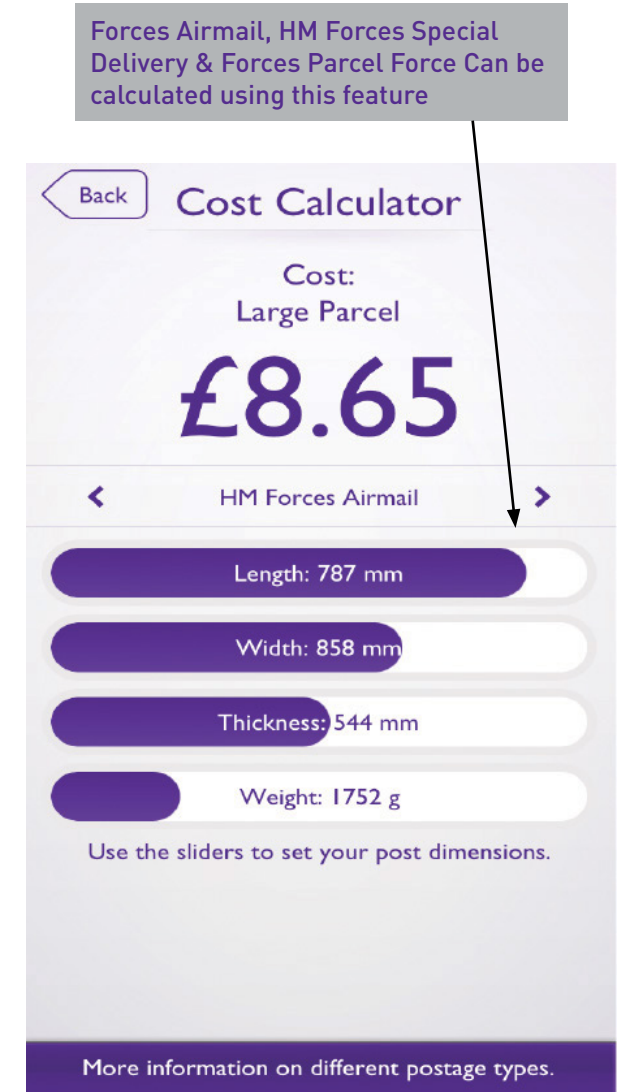 Forces Airmail, HM Forces Special
Delivery & Forces Parcel Force Can be
calculated using this feature
Back
Cost Calculator
Cost:
Large Parcel
£8.65
HM Forces Airmail
Length: 787 mm
Width: 858 mm
Thickness: 544 mm
Weight: 1752 g
Use the sliders to set your post dimensions.
More information on different postage types.